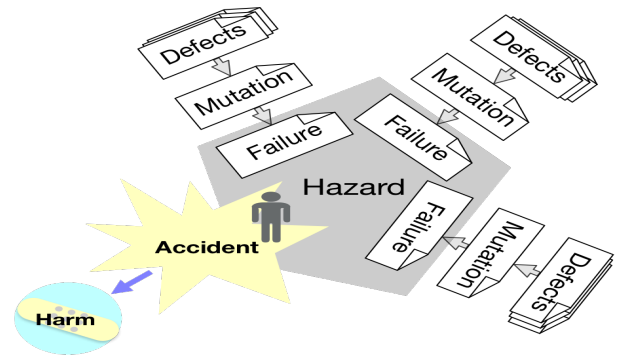 Defects
Mutation
Failure
Defects
Mutation
Failure
Hazard
Failure
Mutation
Defects
Accident
Harm